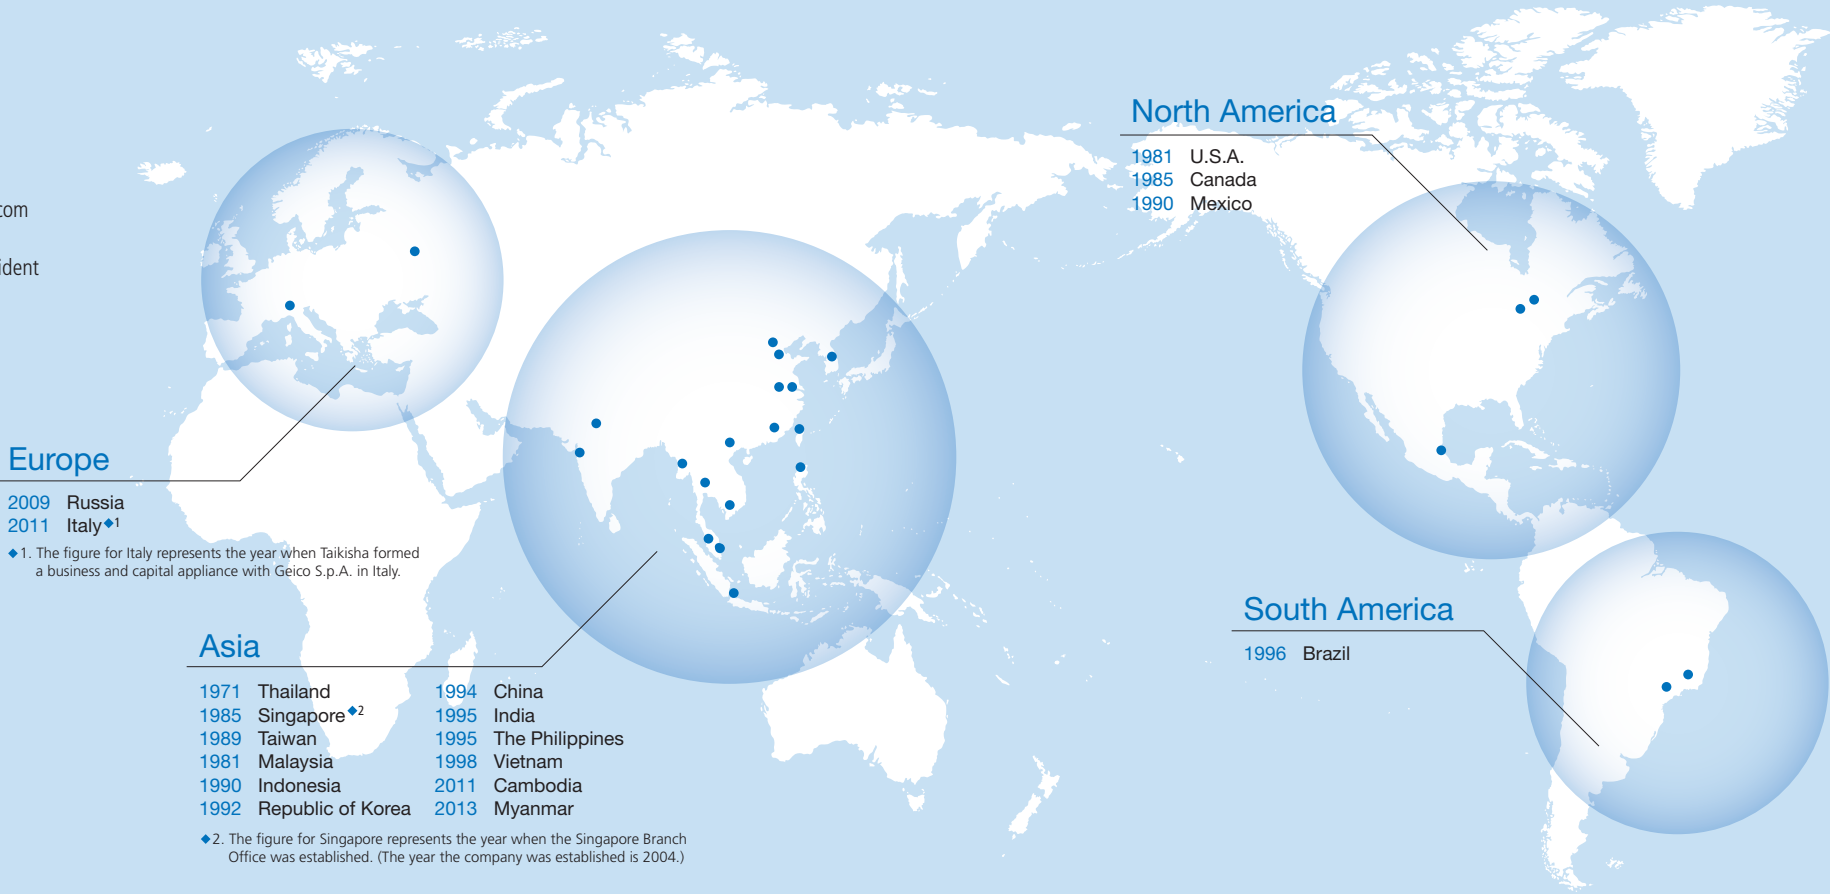 com
ident
North America
1981 U.S.A.
1985 Canada
1990 Mexico
Europe
2009 Russia
2011 Italy◆1
◆1. The figure for Italy represents the year when Taikisha formed
a business and capital appliance with Geico S.p.A. in Italy.
Asia
1971 Thailand
1985 Singapore◆2
1989 Taiwan
1981 Malaysia
1990 Indonesia
1992 Republic of Korea
1994 China
1995 India
1995 The Philippines
1998 Vietnam
2011 Cambodia
2013 Myanmar
◆2. The figure for Singapore represents the year when the Singapore Branch
Office was established. (The year the company was established is 2004.)
South America
1996 Brazil